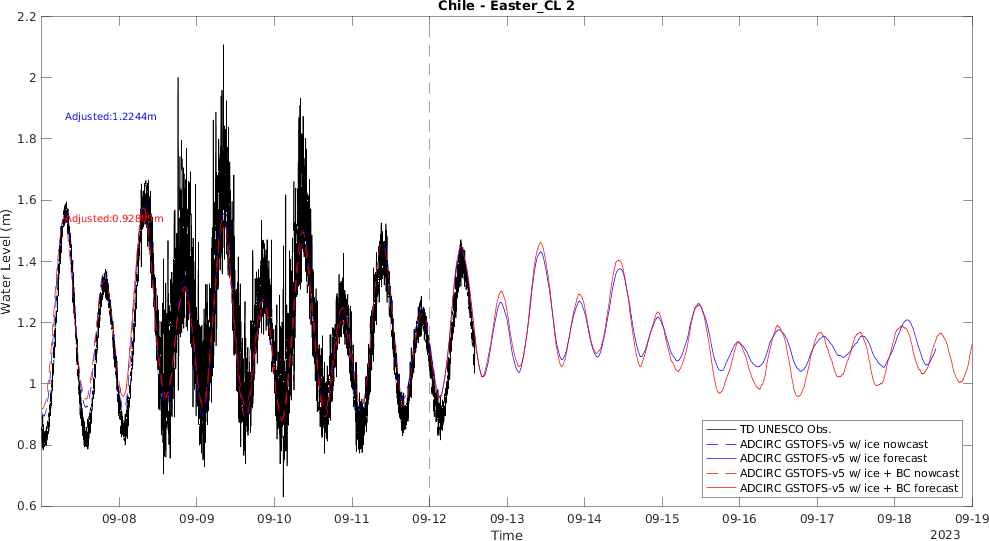 Chile - Easter_CL 2
Water Level (m)
2.2
2
1.8
1.6
1.4
1.2
1
0.8
0.6
Adjusted:1.2244m
09-08
09-09
09-10
09-11
09-12
09-13
09-14
09-15
09-16
09-17
09-18
09-19
Time
2023
TD UNESCO Obs.
ADCIRC GSTOFS-v5 w/ ice nowcast
ADCIRC GSTOFS-v5 w/ ice forecast
ADCIRC GSTOFS-v5 w/ ice + BC nowcast
ADCIRC GSTOFS-v5 w/ ice + BC forecast